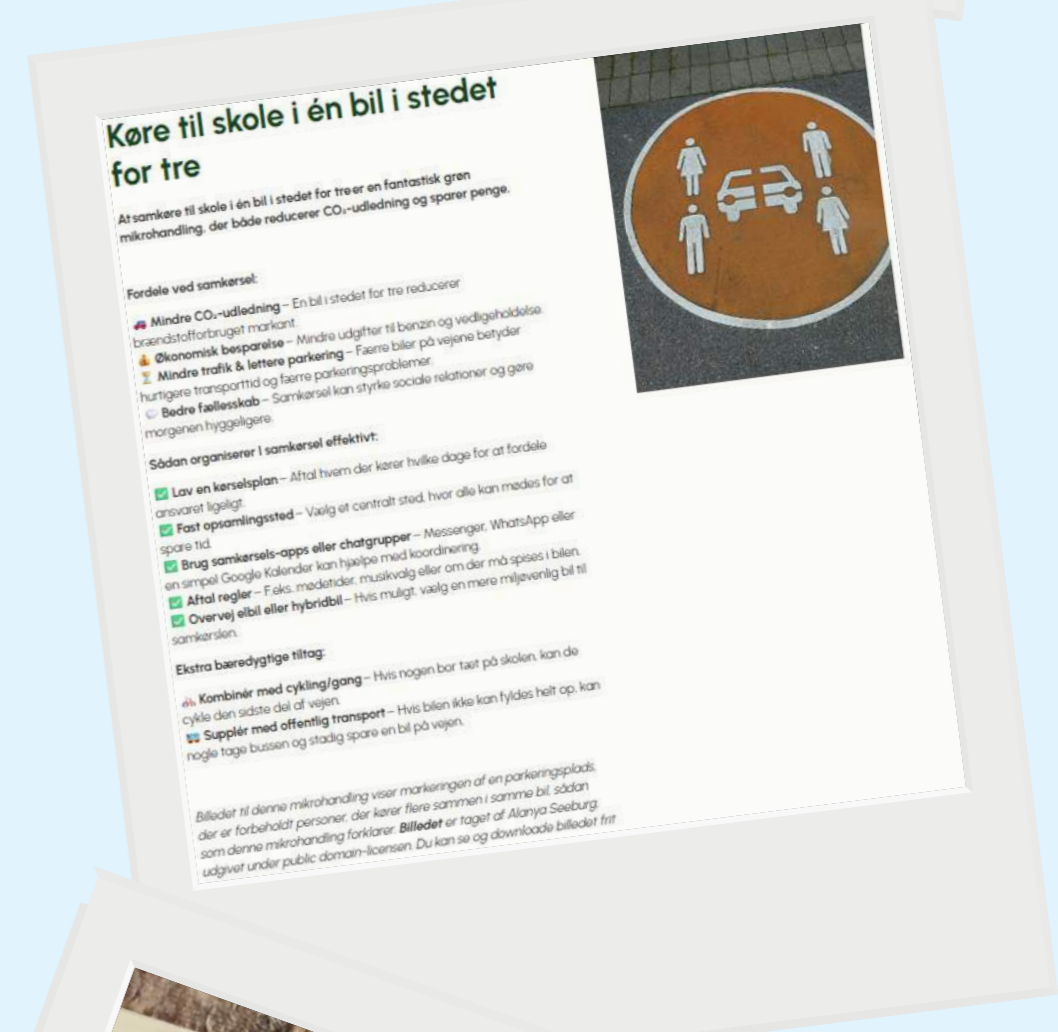 Køre til skole i én bil i stedet
for tre
At samkøre til skole i én bil i stedet for tre er en fantastisk grøn
mikrohandling, der både reducerer CO₂-udledning og sparer penge.
Fordele ved samkørsel:
🚗 Mindre CO₂-udledning – En bil i stedet for tre reducerer
brændstofforbruget markant.
💰 Økonomisk besparelse – Mindre udgifter til benzin og vedligeholdelse.
⏳ Mindre trafik & lettere parkering – Færre biler på vejene betyder
hurtigere transporttid og færre parkeringsproblemer.
💬 Bedre fællesskab – Samkørsel kan styrke sociale relationer og gøre
morgenen hyggeligere.
Sådan organiserer I samkørsel effektivt:
✅ Lav en kørselsplan – Aftal hvem der kører hvilke dage for at fordele
ansvaret ligeligt.
✅ Fast opsamlingssted – Vælg et centralt sted, hvor alle kan mødes for at
spare tid.
✅ Brug samkørsels-apps eller chatgrupper – Messenger, WhatsApp eller
en simpel Google Kalender kan hjælpe med koordinering.
✅ Aftal regler – F.eks. mødetider, musikvalg eller om der må spises i bilen.
✅ Overvej elbil eller hybridbil – Hvis muligt, vælg en mere miljøvenlig bil til
samkørslen.
Ekstra bæredygtige tiltag:
🚲 Kombinér med cykling/gang – Hvis nogen bor tæt på skolen, kan de
cykle den sidste del af vejen.
🚌 Supplér med offentlig transport – Hvis bilen ikke kan fyldes helt op, kan
nogle tage bussen og stadig spare en bil på vejen.
Billedet til denne mikrohandling viser markeringen af en parkeringsplads,
der er forbeholdt personer, der kører flere sammen i samme bil, sådan
som denne mikrohandling forklarer. Billedet er taget af Alanya Seeburg,
udgivet under public domain-licensen. Du kan se og downloade billedet frit